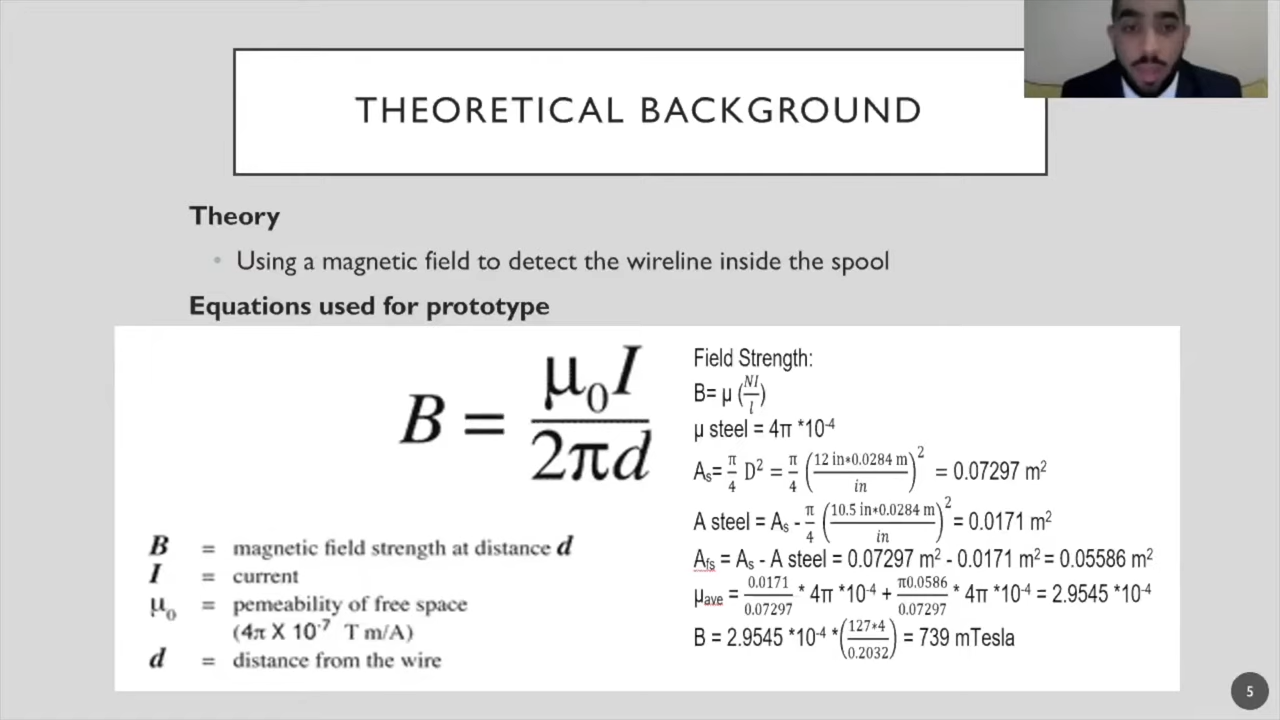 THEORETICAL BACKGROUND
Theory
• Using a magnetic field to detect the wireline inside the spool
Equations used for prototype
B = μ₀I / 2πd
B = magnetic field strength at distance d
I = current
μ₀ = pemeability of free space
(4π X 10⁻⁷ T m/A)
d = distance from the wire
Field Strength:
B= μ (NI/l)
μ steel = 4π *10⁻⁴
Aₛ= π/4 D² = π/4 (12 in*0.0284 m/in)² = 0.07297 m²
A steel = Aₛ - π/4 (10.5 in*0.0284 m/in)² = 0.0171 m²
A_fs = Aₛ - A steel = 0.07297 m² - 0.0171 m² = 0.05586 m²
μ_ave = 0.0171/0.07297 * 4π *10⁻⁴ + π0.0586/0.07297 * 4π *10⁻⁴ = 2.9545 *10⁻⁴
B = 2.9545 *10⁻⁴ *(127*4/0.2032) = 739 mTesla
5